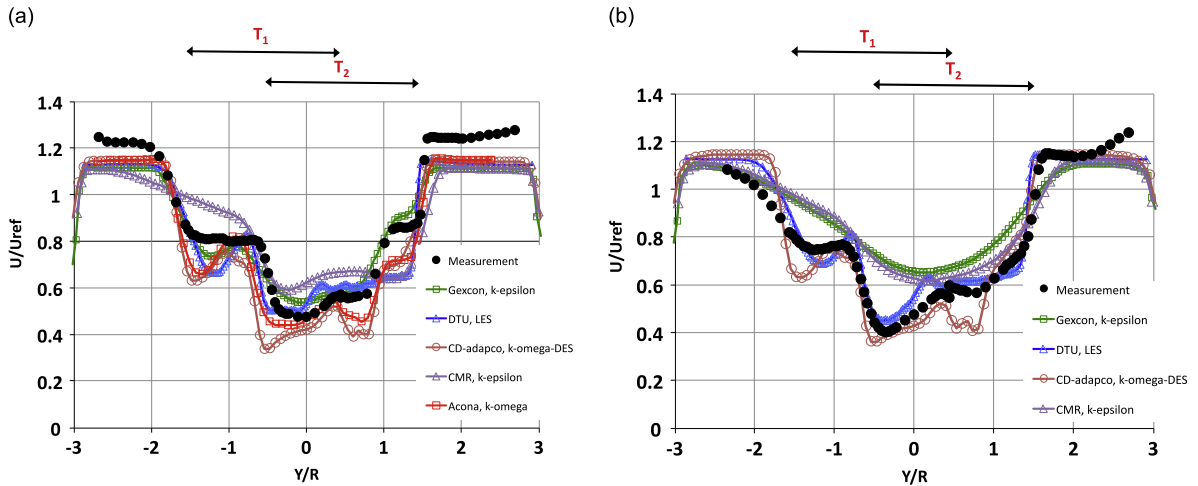 (a)
T1
T2
1.4
1.2
1
0.8
0.6
0.4
0.2
0
U/Uref
Measurement
Gexcon, k-epsilon
DTU, LES
CD-adapco, k-omega-DES
CMR, k-epsilon
Acona, k-omega
-3 -2 -1 0 1 2 3
Y/R
(b)
T1
T2
1.4
1.2
1
0.8
0.6
0.4
0.2
0
U/Uref
Measurement
Gexcon, k-epsilon
DTU, LES
CD-adapco, k-omega-DES
CMR, k-epsilon
-3 -2 -1 0 1 2 3
Y/R